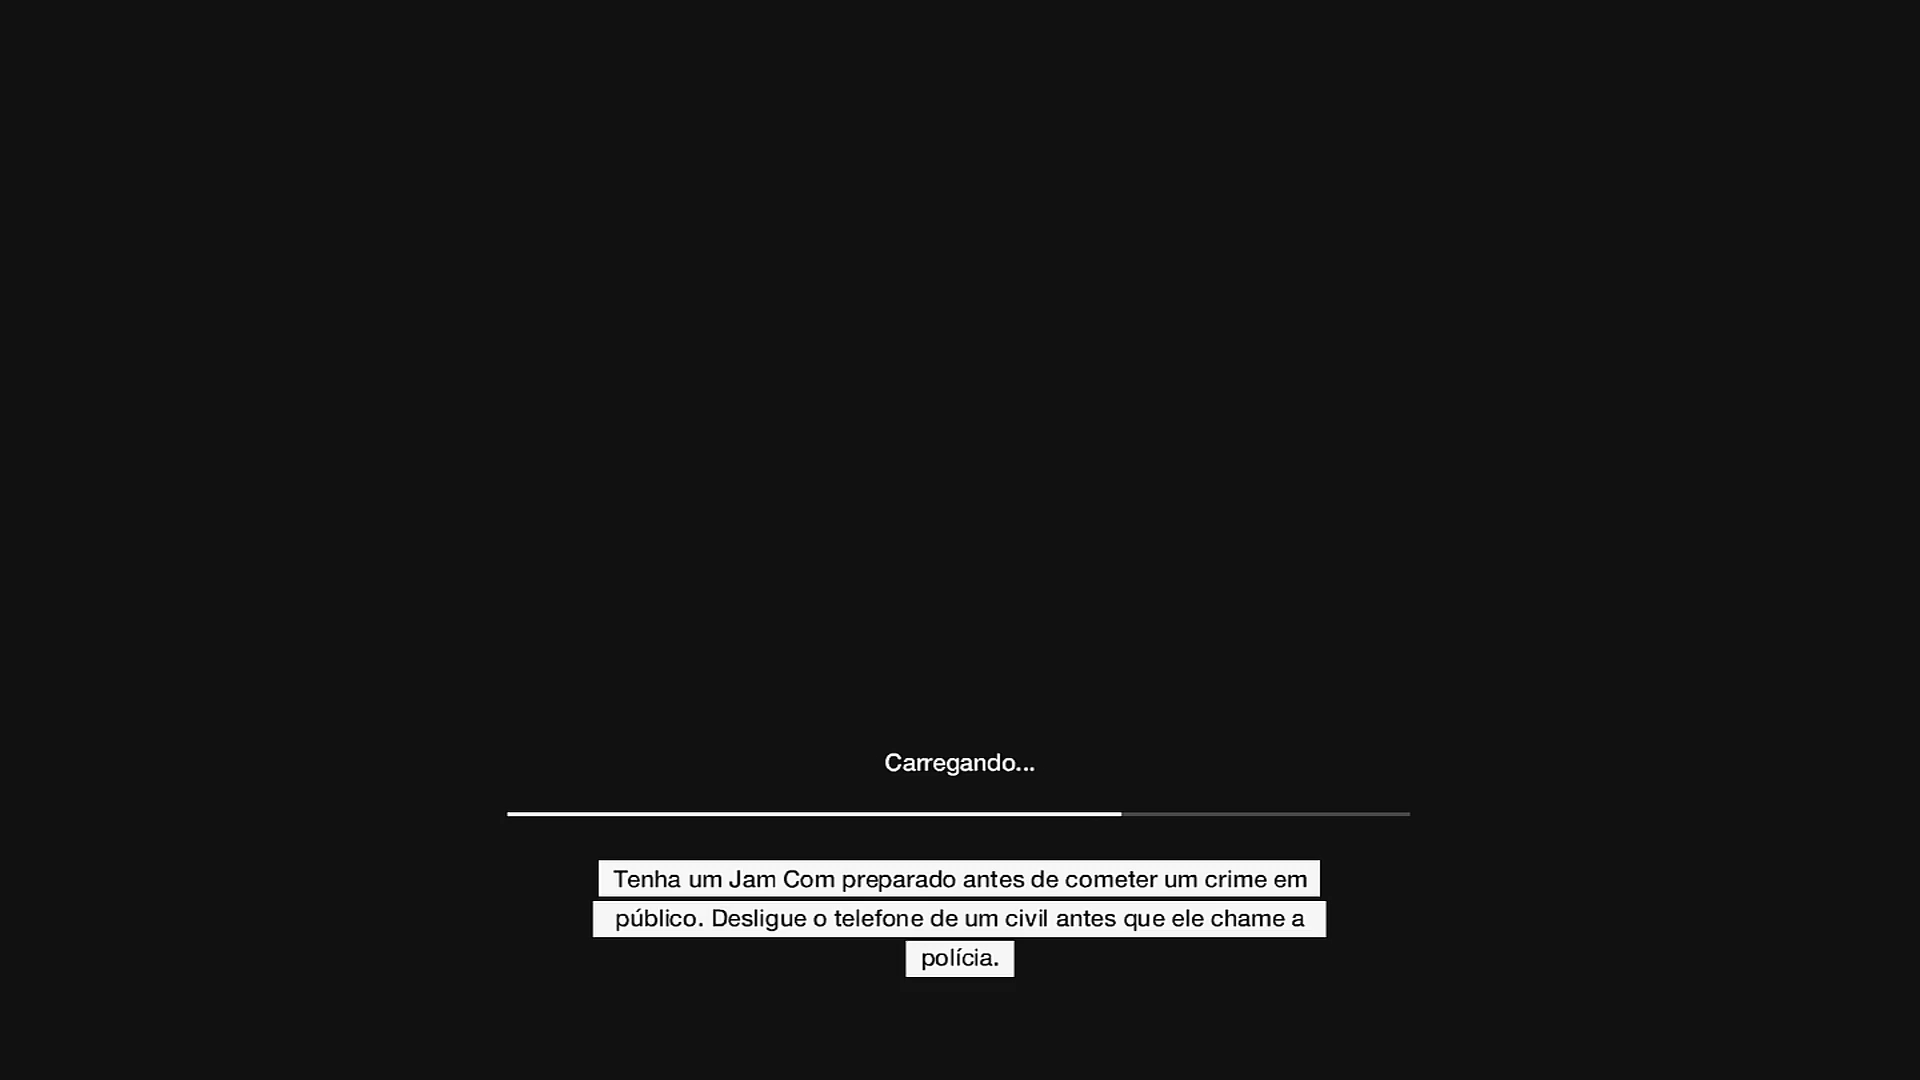 Carregando...
Tenha um Jam Com preparado antes de cometer um crime em
público. Desligue o telefone de um civil antes que ele chame a
polícia.